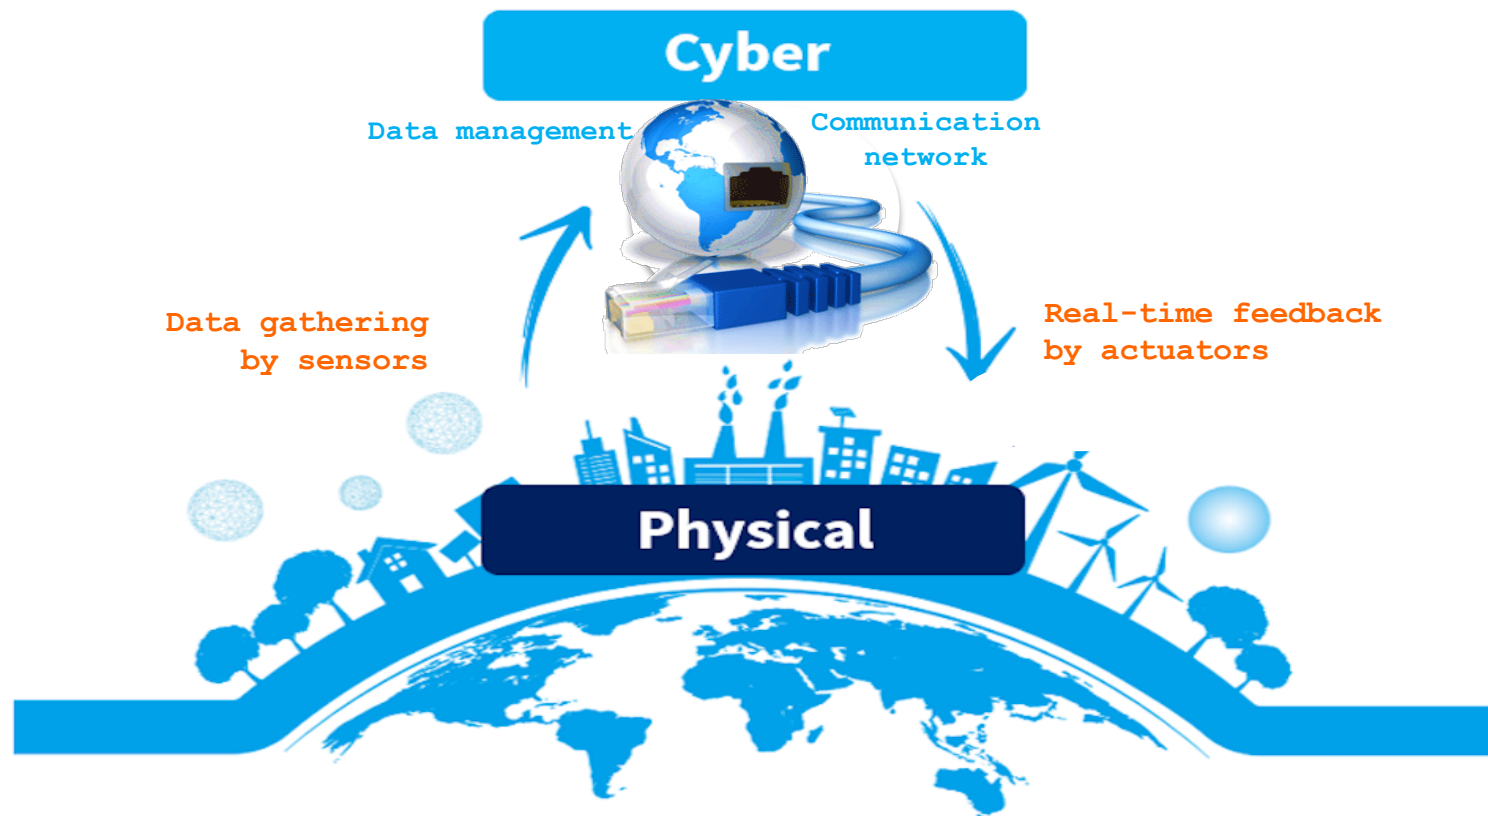 Cyber
Data management
Communication
network
Data gathering
by sensors
Real-time feedback
by actuators
Physical